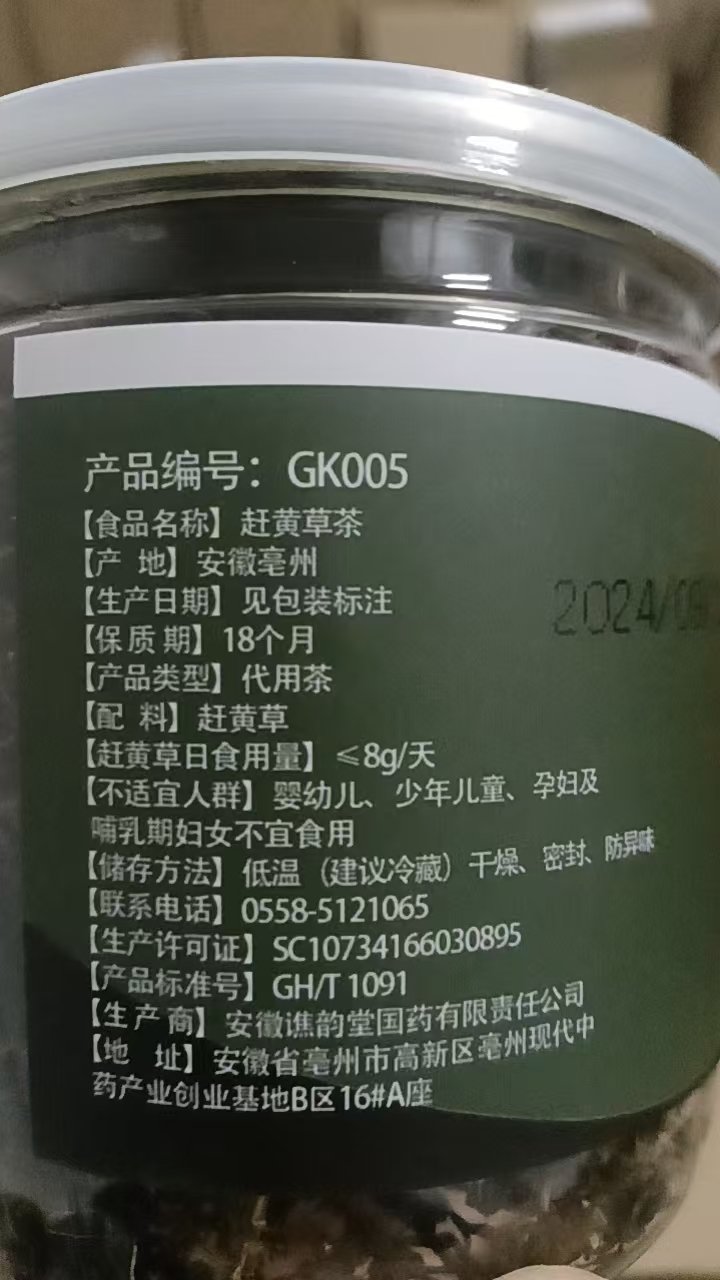 产品编号：GK005
【食品名称】赶黄草茶
【产 地】安徽亳州
【生产日期】见包装标注
【保质期】18个月
【产品类型】代用茶
【配 料】赶黄草
【赶黄草日食用量】≤8g/天
【不适宜人群】婴幼儿、少年儿童、孕妇及
哺乳期妇女不宜食用
【储存方法】低温（建议冷藏）干燥、密封、防异味
【联系电话】0558-5121065
【生产许可证】SC10734166030895
【产品标准号】GH/T 1091
【生产商】安徽谯韵堂国药有限责任公司
【地 址】安徽省亳州市高新区亳州现代中
药产业创业基地B区16#A座
2024/